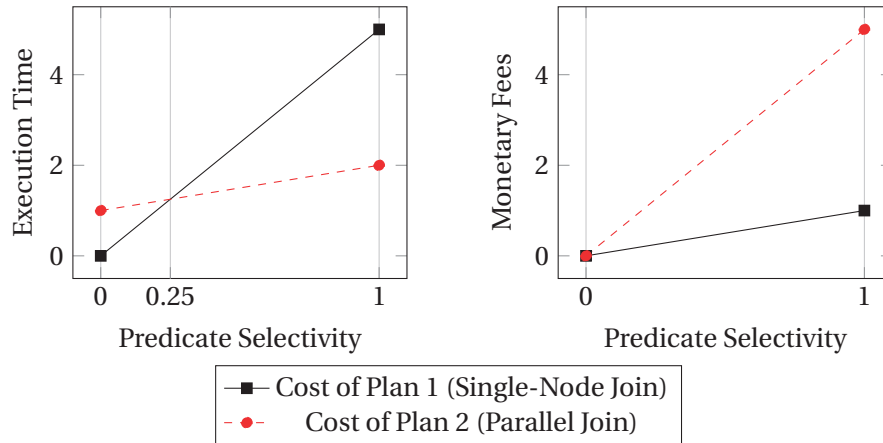 Execution Time
4
2
0
0 0.25 1
Predicate Selectivity
Monetary Fees
4
2
0
0 1
Predicate Selectivity
Cost of Plan 1 (Single-Node Join)
Cost of Plan 2 (Parallel Join)